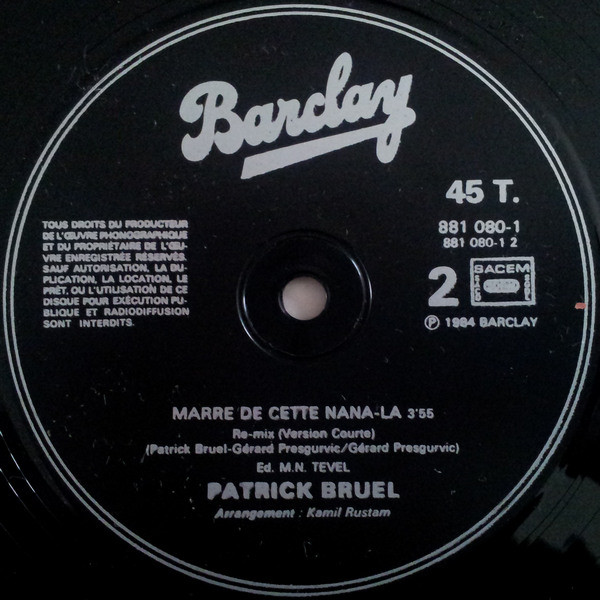 Barclay
45 T.
881 080-1
881 080-1 2
TOUS DROITS DU PRODUCTEUR
DE L'ŒUVRE PHONOGRAPHIQUE
ET DU PROPRIÉTAIRE DE L'ŒU-
VRE ENREGISTRÉE RÉSERVÉS.
SAUF AUTORISATION, LA DU-
PLICATION, LA LOCATION, LE
PRÊT, OU L'UTILISATION DE CE
DISQUE POUR EXÉCUTION PU-
BLIQUE ET RADIODIFFUSION
SONT INTERDITS.
2
SACEM
℗ 1984 BARCLAY
MARRE DE CETTE NANA-LA 3'55
Re-mix (Version Courte)
(Patrick Bruel-Gérard Presgurvic/Gérard Presgurvic)
Ed. M.N. TEVEL
PATRICK BRUEL
Arrangement : Kamil Rustam